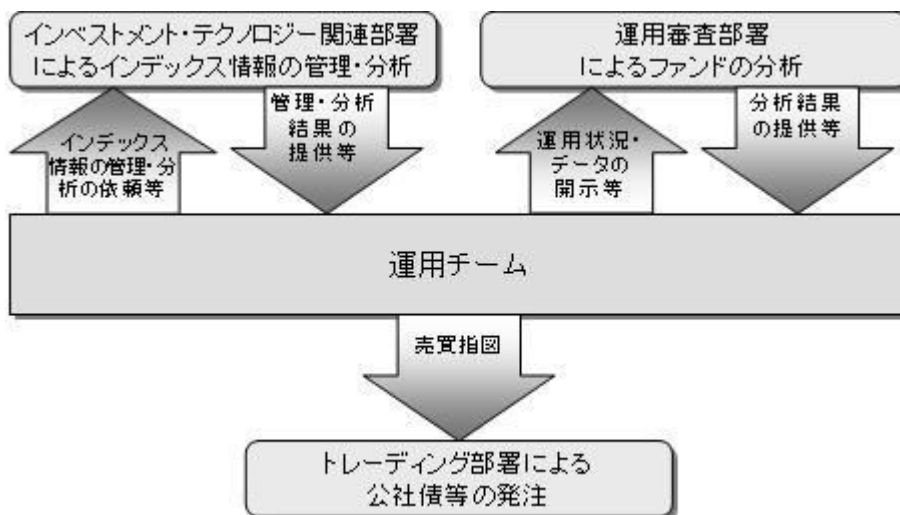 インベストメント・テクノロジー関連部署
によるインデックス情報の管理・分析
運用審査部署
によるファンドの分析
インデックス
情報の管理・分
析の依頼等
管理・分析
結果の
提供等
運用状況・
データの
開示等
分析結果
の提供等
運用チーム
売買指図
トレーディング部署による
公社債等の発注